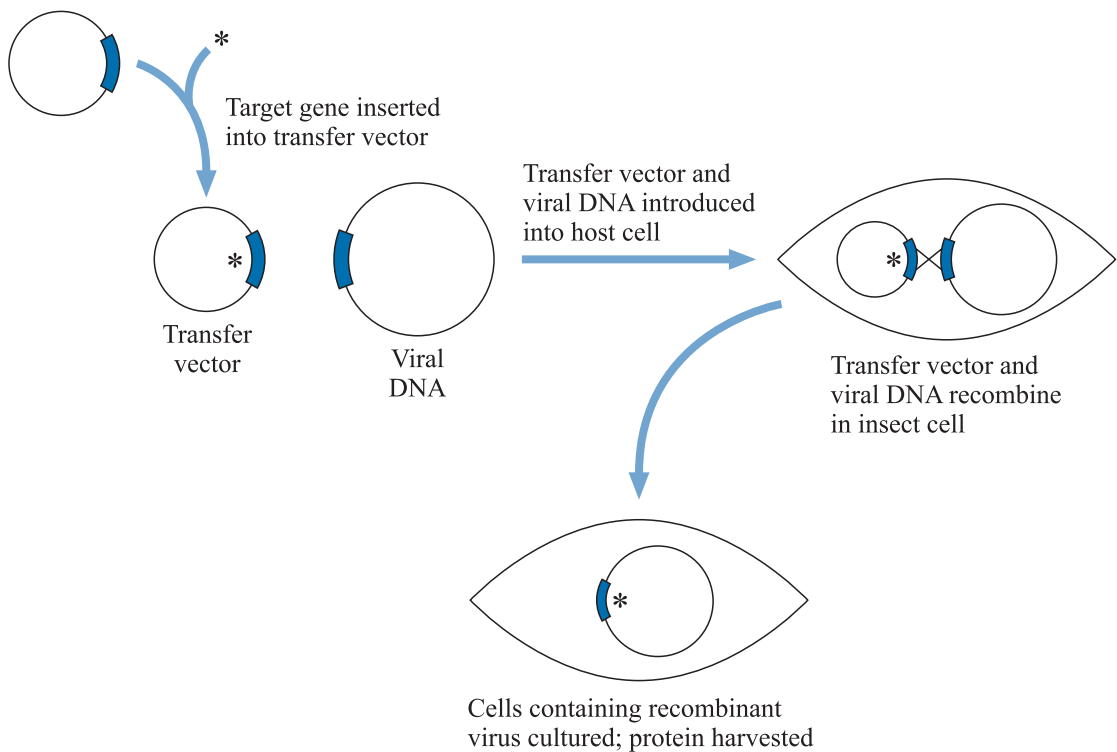 *
Target gene inserted
into transfer vector
*
Transfer
vector
Viral
DNA
Transfer vector and
viral DNA introduced
into host cell
*
Transfer vector and
viral DNA recombine
in insect cell
*
Cells containing recombinant
virus cultured; protein harvested